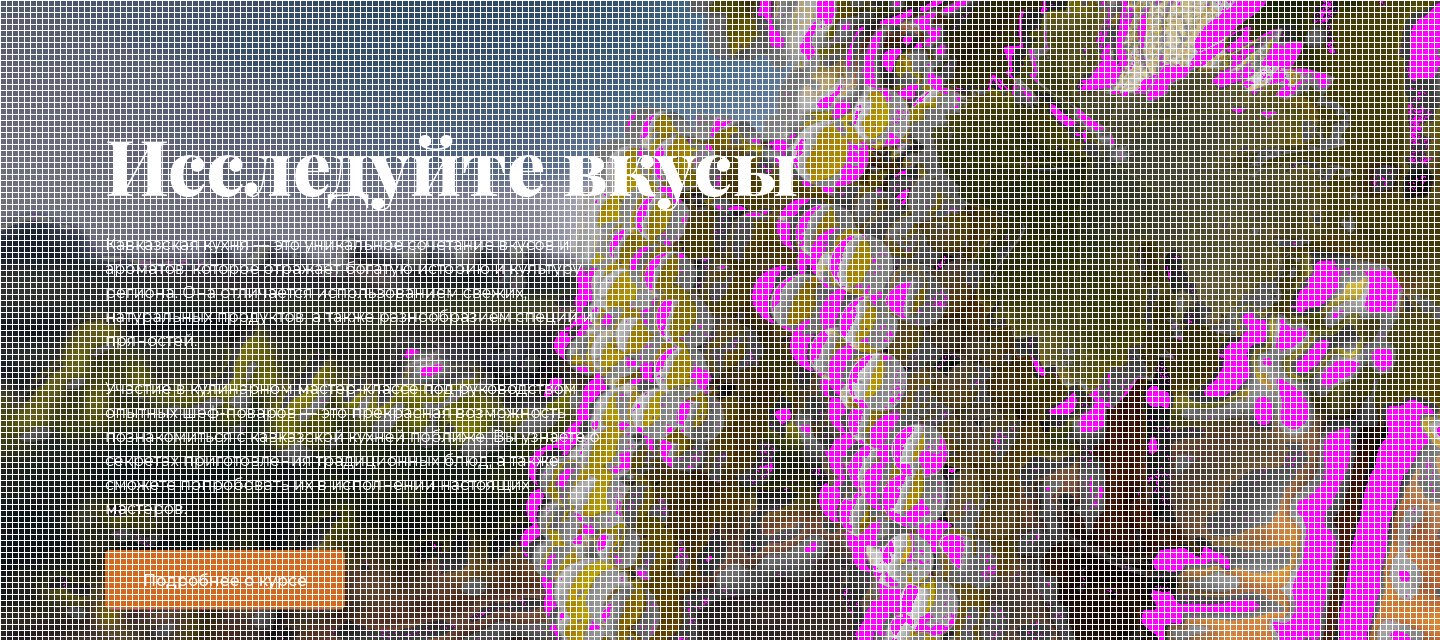 Исследуйте вкусы
Кавказская кухня — это уникальное сочетание вкусов и
ароматов, которое отражает богатую историю и культуру
региона. Она отличается использованием свежих,
натуральных продуктов, а также разнообразием специй и
пряностей.
Участие в кулинарном мастер-классе под руководством
опытных шеф-поваров — это прекрасная возможность
познакомиться с кавказской кухней поближе. Вы узнаете о
секретах приготовления традиционных блюд, а также
сможете попробовать их в исполнении настоящих
мастеров.
Подробнее о курсе